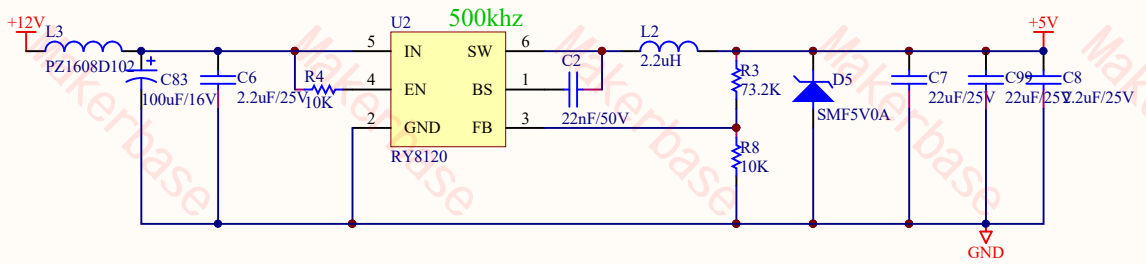 +12V
L3
PZ1608D102
C83
100uF/16V
C6
2.2uF/25V
R4
10K
U2
500khz
5
IN
SW
6
4
EN
BS
1
2
GND
FB
3
RY8120
C2
22nF/50V
L2
2.2uH
R3
73.2K
R8
10K
D5
SMF5V0A
C7
22uF/25V
C99
22uF/25V
C8
2.2uF/25V
+5V
GND
Makerbase
Makerbase
Makerbase
Makerbase
Makerbase